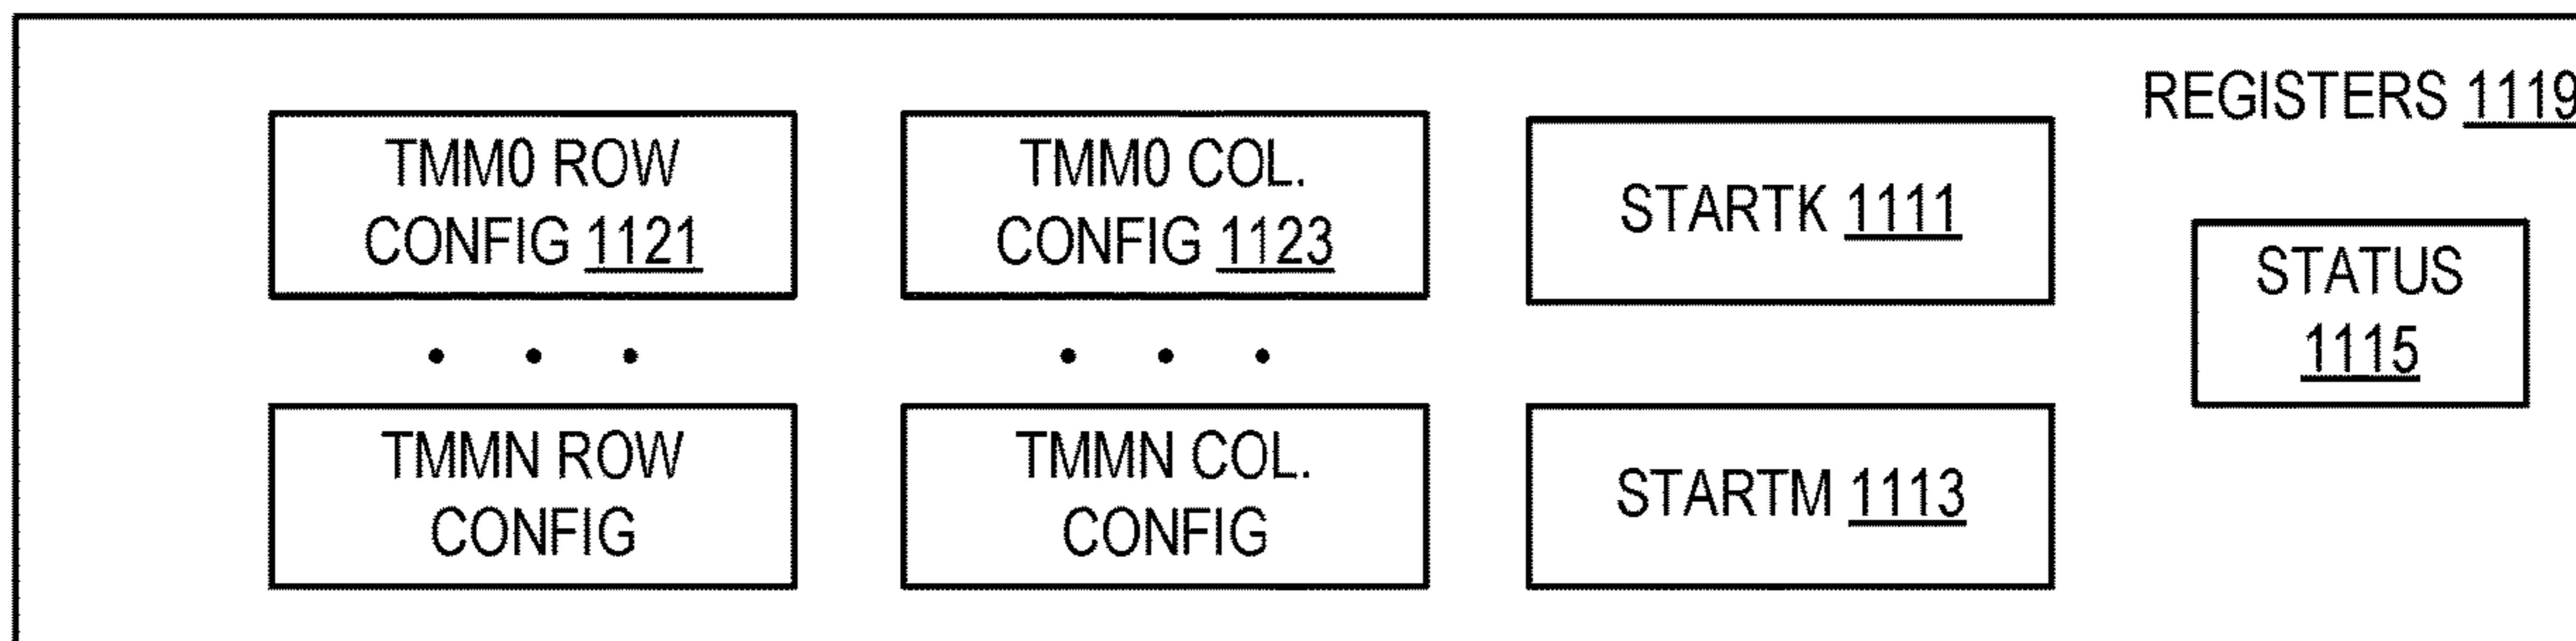 REGISTERS 1119
TMM0 ROW
CONFIG 1121
TMM0 COL.
CONFIG 1123
STARTK 1111
STATUS
1115
TMMN ROW
CONFIG
TMMN COL.
CONFIG
STARTM 1113